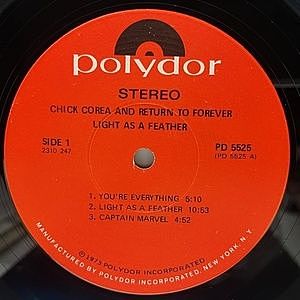 polydor
STEREO
CHICK COREA AND RETURN TO FOREVER
LIGHT AS A FEATHER
SIDE 1
2310 247
PD 5525
(PD 5525 A)
1. YOU'RE EVERYTHING 5:10
2. LIGHT AS A FEATHER 10:53
3. CAPTAIN MARVEL 4:52
© 1973 POLYDOR INCORPORATED
MANUFACTURED BY POLYDOR INCORPORATED, NEW YORK, N.Y.